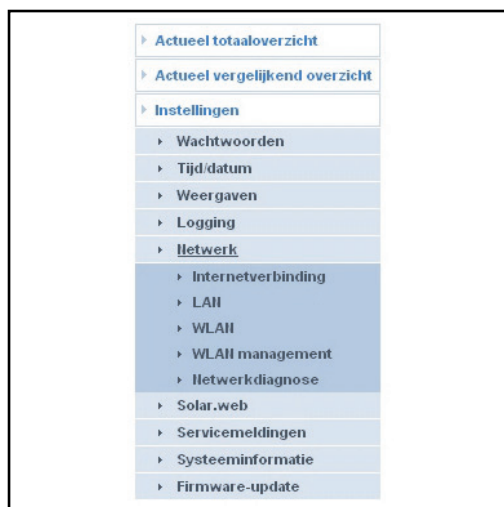 Actueel totaaloverzicht
Actueel vergelijkend overzicht
Instellingen
Wachtwoorden
Tijd/datum
Weergaven
Logging
Netwerk
Internetverbinding
LAN
WLAN
WLAN management
Netwerkdiagnose
Solar.web
Servicemeldingen
Systeeminformatie
Firmware-update